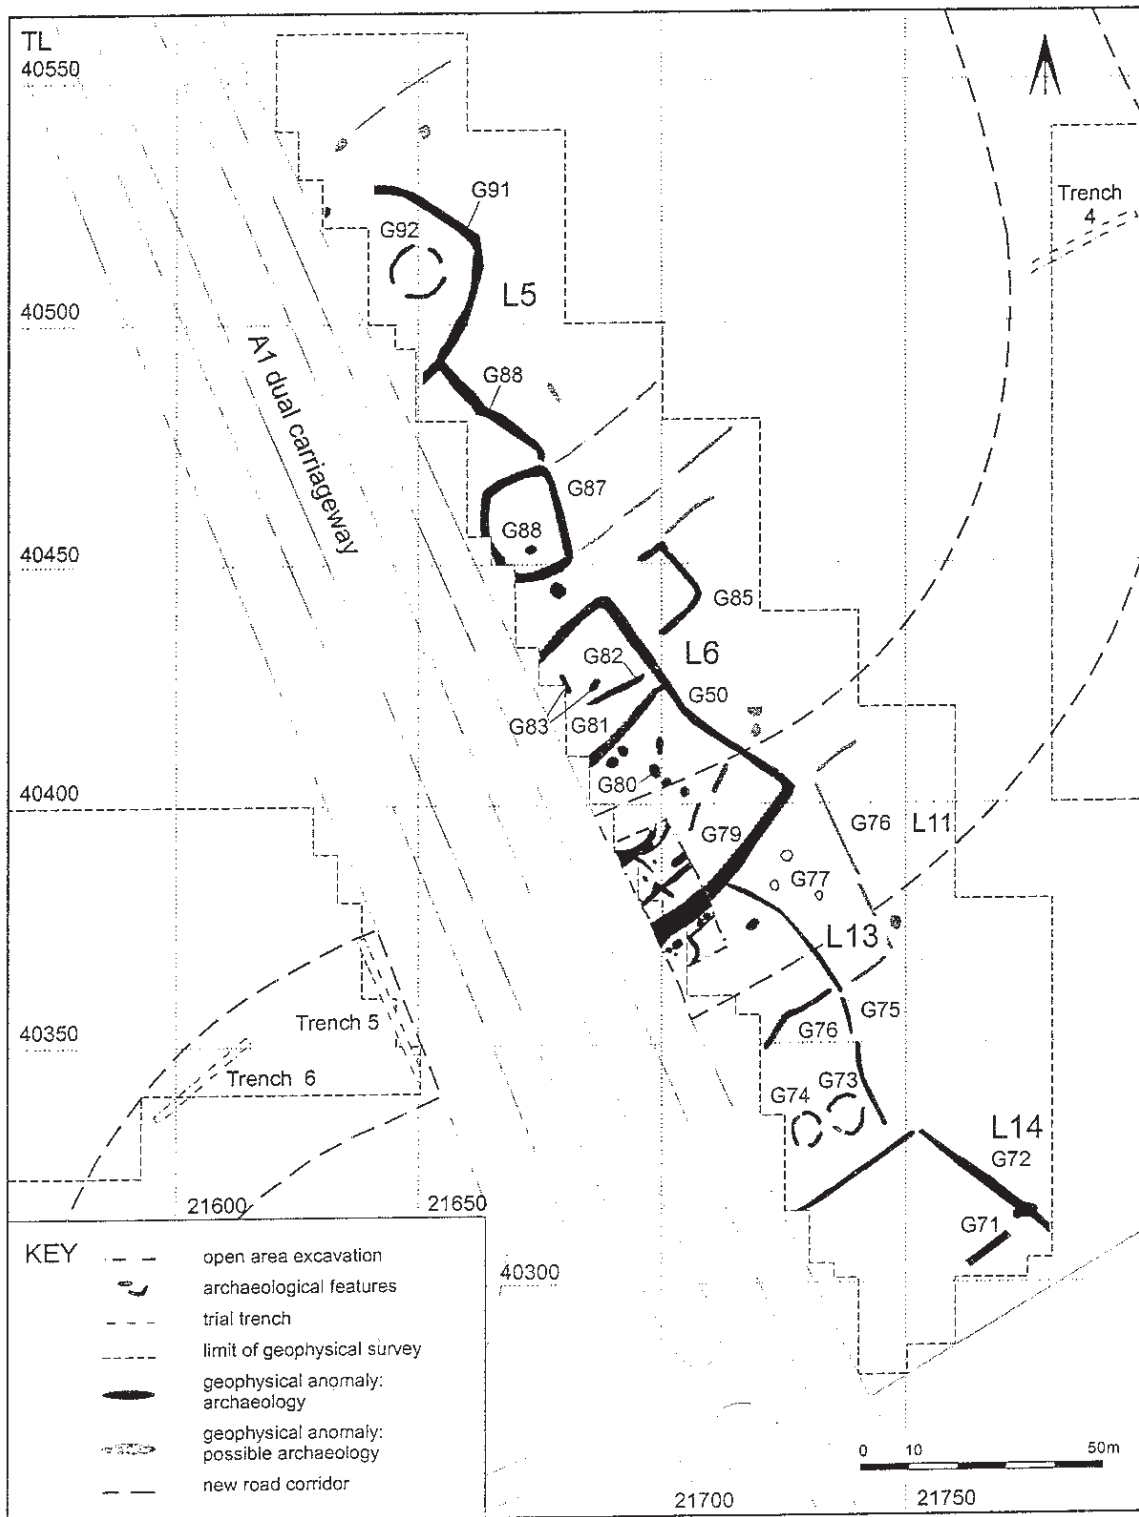 TL
40550
Trench
4
G91
G92
L5
40500
A1 dual carriageway
G88
G87
G88
40450
G85
G82
L6
G50
G83
G81
G80
40400
G79
G76
L11
G77
L13
G75
40350
Trench 5
G76
Trench 6
G74
G73
L14
G72
21600
21650
G71
KEY
open area excavation
archaeological features
trial trench
limit of geophysical survey
geophysical anomaly:
archaeology
geophysical anomaly:
possible archaeology
new road corridor
40300
0 10 50m
21700
21750